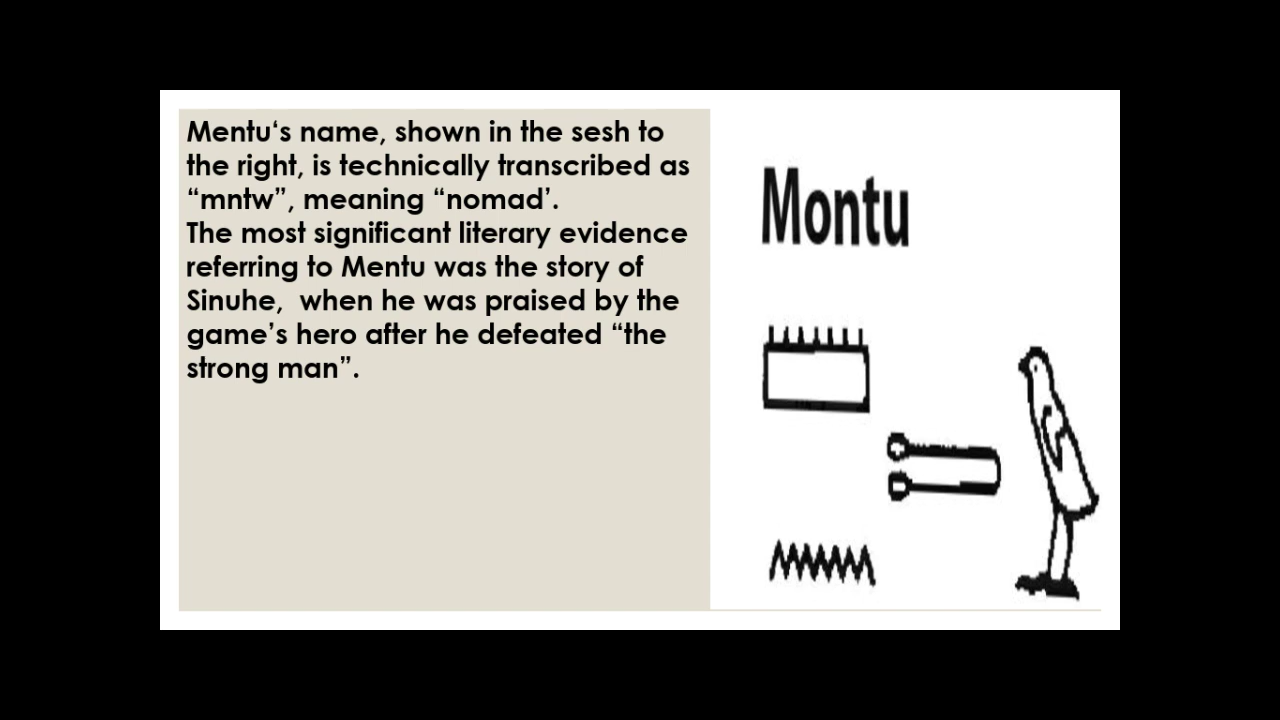 Mentu‘s name, shown in the sesh to
the right, is technically transcribed as
“mntw”, meaning “nomad’.
The most significant literary evidence
referring to Mentu was the story of
Sinuhe,  when he was praised by the
game’s hero after he defeated “the
strong man”.
Montu